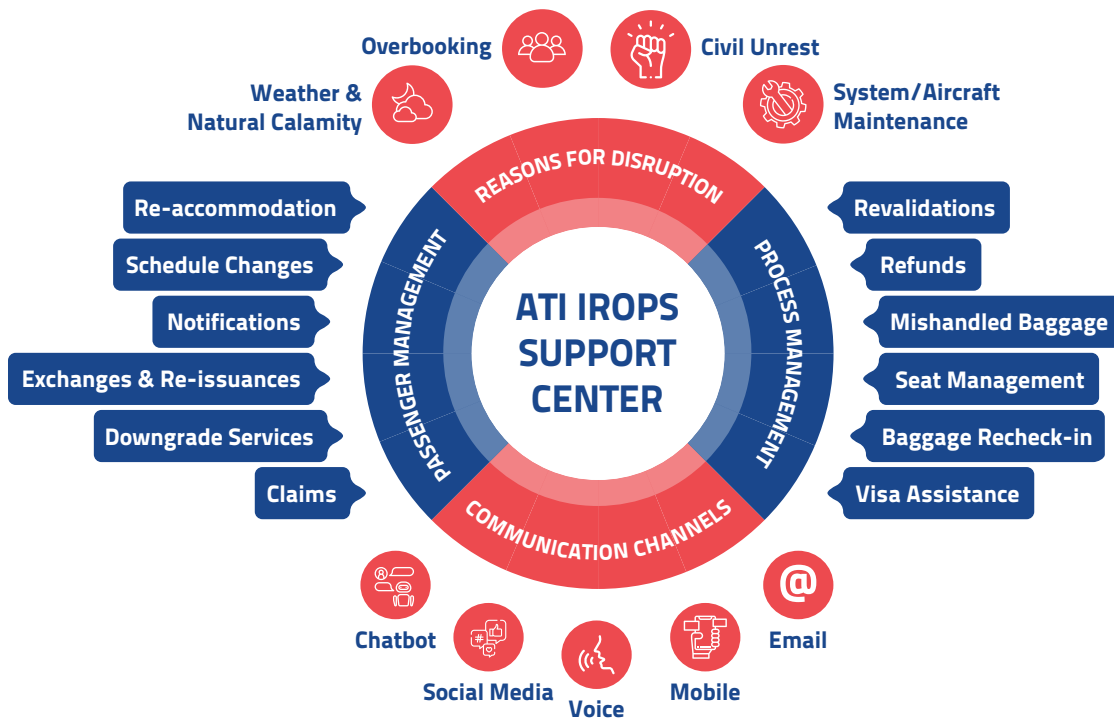 Overbooking
Civil Unrest
Weather &
Natural Calamity
System/Aircraft
Maintenance
REASONS FOR DISRUPTION
PASSENGER MANAGEMENT
Re-accommodation
Schedule Changes
Notifications
Exchanges & Re-issuances
Downgrade Services
Claims
ATI IROPS
SUPPORT
CENTER
PROCESS MANAGEMENT
Revalidations
Refunds
Mishandled Baggage
Seat Management
Baggage Recheck-in
Visa Assistance
COMMUNICATION CHANNELS
#
@
Chatbot
Social Media
Voice
Mobile
Email